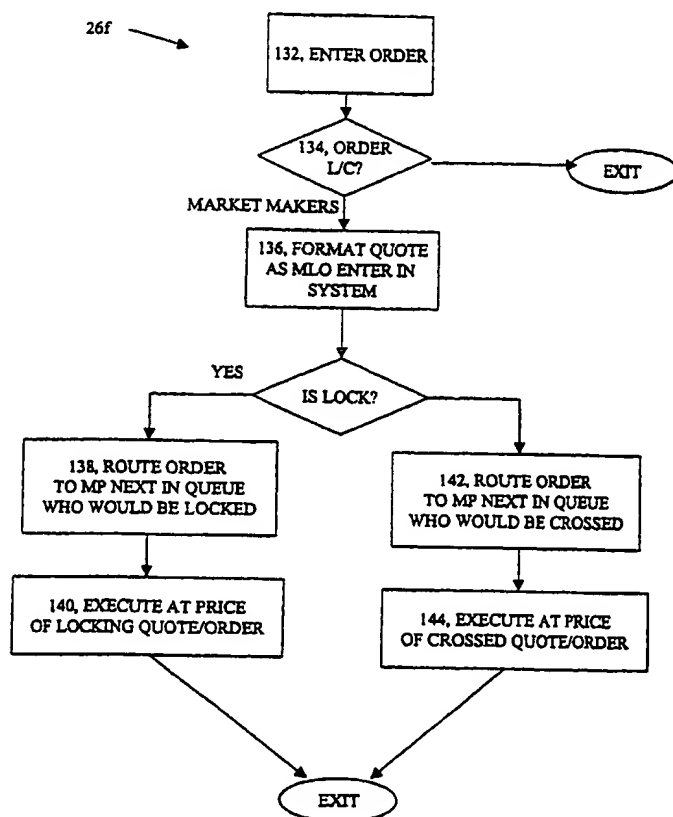 26f
132, ENTER ORDER
134, ORDER
L/C?
EXIT
MARKET MAKERS
136, FORMAT QUOTE
AS MLO ENTER IN
SYSTEM
YES
IS LOCK?
138, ROUTE ORDER
TO MP NEXT IN QUEUE
WHO WOULD BE LOCKED
142, ROUTE ORDER
TO MP NEXT IN QUEUE
WHO WOULD BE CROSSED
140, EXECUTE AT PRICE
OF LOCKING QUOTE/ORDER
144, EXECUTE AT PRICE
OF CROSSED QUOTE/ORDER
EXIT